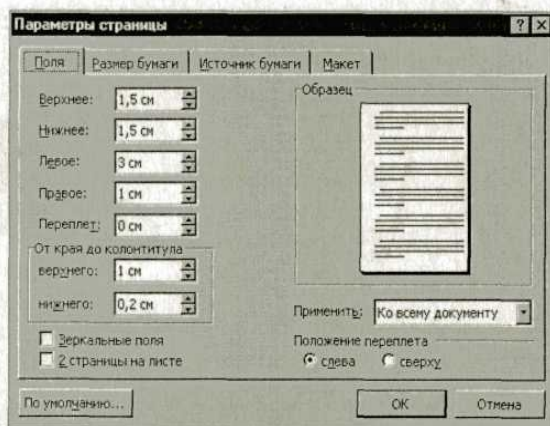 Параметры страницы
Поля Размер бумаги Источник бумаги Макет
Верхнее: 1,5 см
Нижнее: 1,5 см
Левое: 3 см
Правое: 1 см
Переплет: 0 см
От края до колонтитула
верхнего: 1 см
нижнего: 0,2 см
Зеркальные поля
2 страницы на листе
Образец
Применить: Ко всему документу
Положение переплета
слева сверху
По умолчанию... ОК Отмена